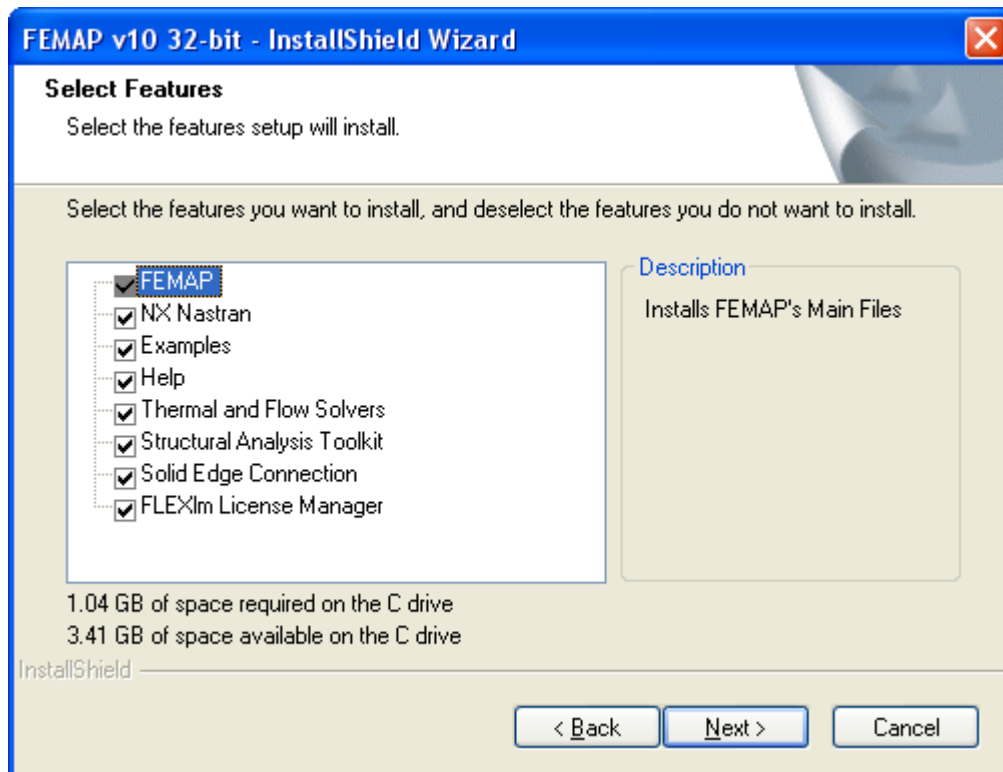 FEMAP v10 32-bit - InstallShield Wizard
Select Features
Select the features setup will install.
Select the features you want to install, and deselect the features you do not want to install.
FEMAP
NX Nastran
Examples
Help
Thermal and Flow Solvers
Structural Analysis Toolkit
Solid Edge Connection
FLEXlm License Manager
Description
Installs FEMAP's Main Files
1.04 GB of space required on the C drive
3.41 GB of space available on the C drive
InstallShield
< Back Next > Cancel